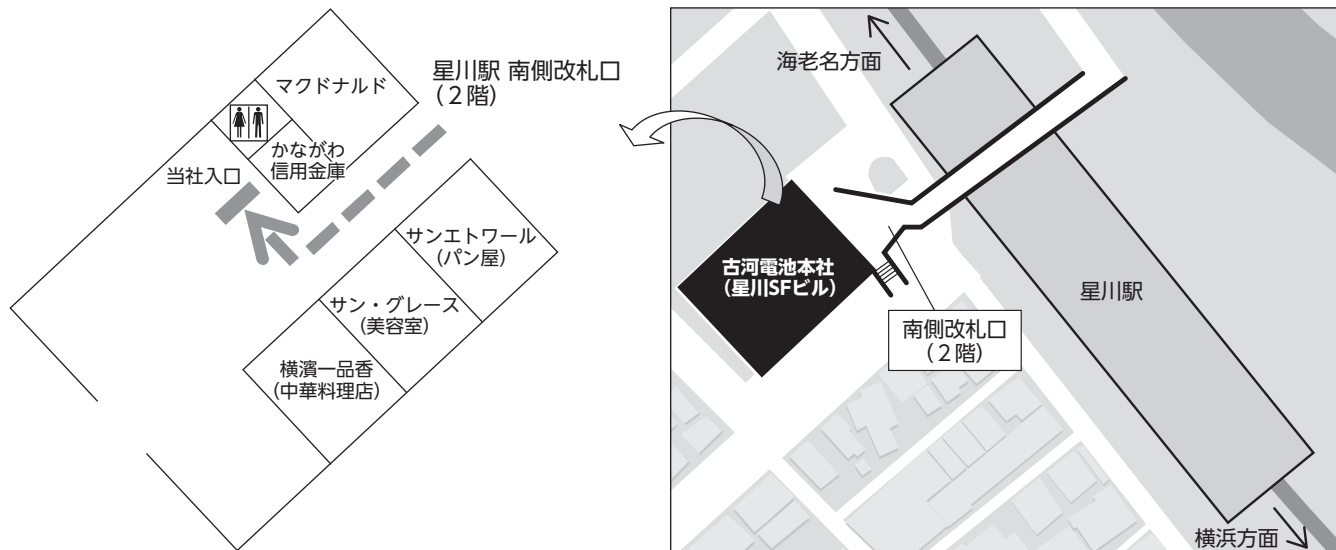 マクドナルド
かながわ
信用金庫
当社入口
星川駅 南側改札口
（２階）
サンエトワール
(パン屋)
サン・グレース
(美容室)
横濱一品香
(中華料理店)
海老名方面
古河電池本社
(星川SFビル)
星川駅
南側改札口
（２階）
横浜方面